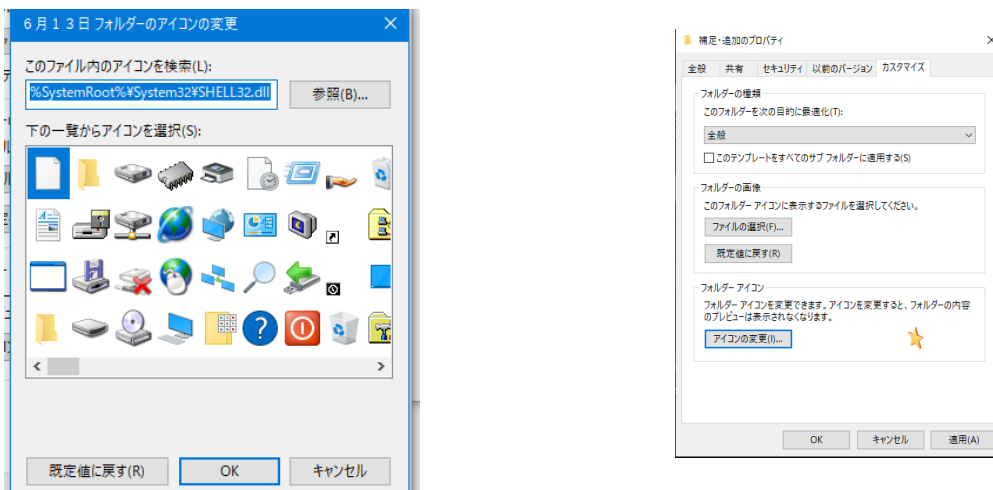 6月13日 フォルダーのアイコンの変更
このファイル内のアイコンを検索(L):
%SystemRoot%¥System32¥SHELL32.dll
参照(B)...
下の一覧からアイコンを選択(S):
既定値に戻す(R)
OK
キャンセル
補足・追加のプロパティ
全般 共有 セキュリティ 以前のバージョン カスタマイズ
フォルダーの種類
このフォルダーを次の目的に最適化(T):
全般
このテンプレートをすべてのサブ フォルダーに適用する(S)
フォルダーの画像
このフォルダー アイコンに表示するファイルを選択してください。
ファイルの選択(F)...
既定値に戻す(R)
フォルダー アイコン
フォルダー アイコンを変更できます。アイコンを変更すると、フォルダーの内容
のプレビューは表示されなくなります。
アイコンの変更(I)...
OK キャンセル 適用(A)